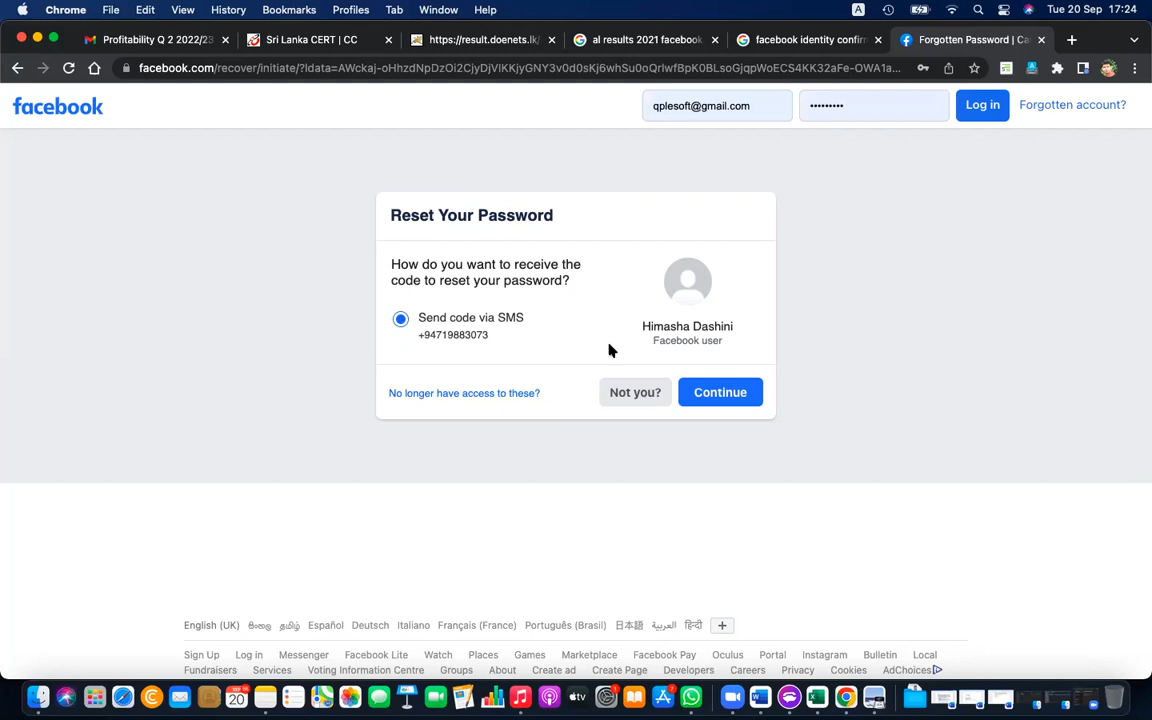 Chrome File Edit View History Bookmarks Profiles Tab Window Help A Tue 20 Sep 17:24
Profitability Q 2 2022/23 Sri Lanka CERT | CC https://result.doenets.lk/ al results 2021 facebook facebook identity confirm Forgotten Password | Ca
facebook.com/recover/initiate/?ldata=AWckaj-oHhzdNpDzOi2CjyDjVIKKjyGNY3v0d0sKj6whSu0oQrlwfBpK0BLsoGjqpWoECS4KK32aFe-OWA1a...
facebook qplesoft@gmail.com ••••••••• Log in Forgotten account?
Reset Your Password
How do you want to receive the
code to reset your password?
Send code via SMS
+94719883073
Himasha Dashini
Facebook user
No longer have access to these? Not you? Continue
English (UK) සිංහල தமிழ் Español Deutsch Italiano Français (France) Português (Brasil) 日本語 العربية हिन्दी +
Sign Up Log in Messenger Facebook Lite Watch Places Games Marketplace Facebook Pay Oculus Portal Instagram Bulletin Local
Fundraisers Services Voting Information Centre Groups About Create ad Create Page Developers Careers Privacy Cookies AdChoices
SEP 20 tv